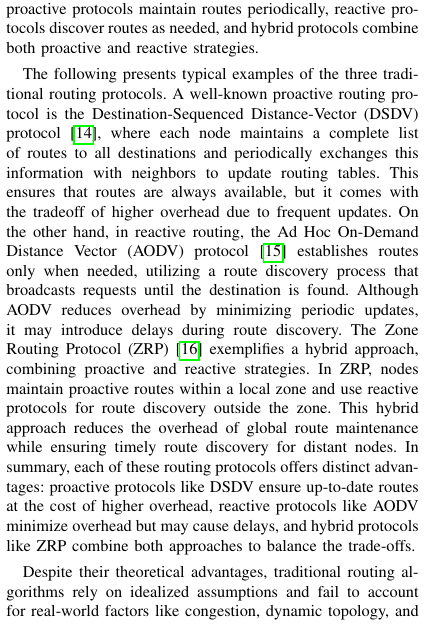 proactive protocols maintain routes periodically, reactive pro-
tocols discover routes as needed, and hybrid protocols combine
both proactive and reactive strategies.
The following presents typical examples of the three tradi-
tional routing protocols. A well-known proactive routing pro-
tocol is the Destination-Sequenced Distance-Vector (DSDV)
protocol [14], where each node maintains a complete list
of routes to all destinations and periodically exchanges this
information with neighbors to update routing tables. This
ensures that routes are always available, but it comes with
the tradeoff of higher overhead due to frequent updates. On
the other hand, in reactive routing, the Ad Hoc On-Demand
Distance Vector (AODV) protocol [15] establishes routes
only when needed, utilizing a route discovery process that
broadcasts requests until the destination is found. Although
AODV reduces overhead by minimizing periodic updates,
it may introduce delays during route discovery. The Zone
Routing Protocol (ZRP) [16] exemplifies a hybrid approach,
combining proactive and reactive strategies. In ZRP, nodes
maintain proactive routes within a local zone and use reactive
protocols for route discovery outside the zone. This hybrid
approach reduces the overhead of global route maintenance
while ensuring timely route discovery for distant nodes. In
summary, each of these routing protocols offers distinct advan-
tages: proactive protocols like DSDV ensure up-to-date routes
at the cost of higher overhead, reactive protocols like AODV
minimize overhead but may cause delays, and hybrid protocols
like ZRP combine both approaches to balance the trade-offs.
Despite their theoretical advantages, traditional routing al-
gorithms rely on idealized assumptions and fail to account
for real-world factors like congestion, dynamic topology, and